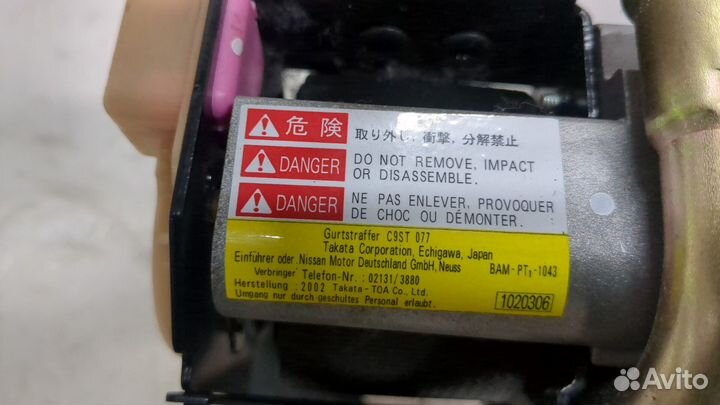 危険 取り外し, 衝撃, 分解禁止
DANGER DO NOT REMOVE, IMPACT
OR DISASSEMBLE.
DANGER NE PAS ENLEVER, PROVOQUER
DE CHOC OU DÉMONTER.
Gurtstraffer C9ST 077
Takata Corporation, Echigawa, Japan
Einführer oder Nissan Motor Deutschland GmbH, Neuss BAM-PT₁-1043
Verbringer Telefon-Nr. : 02131/3880
Herstellung : 2002 Takata-TOA Co., Ltd.
Umgang nur durch geschultes Personal erlaubt. 1020306
Avito